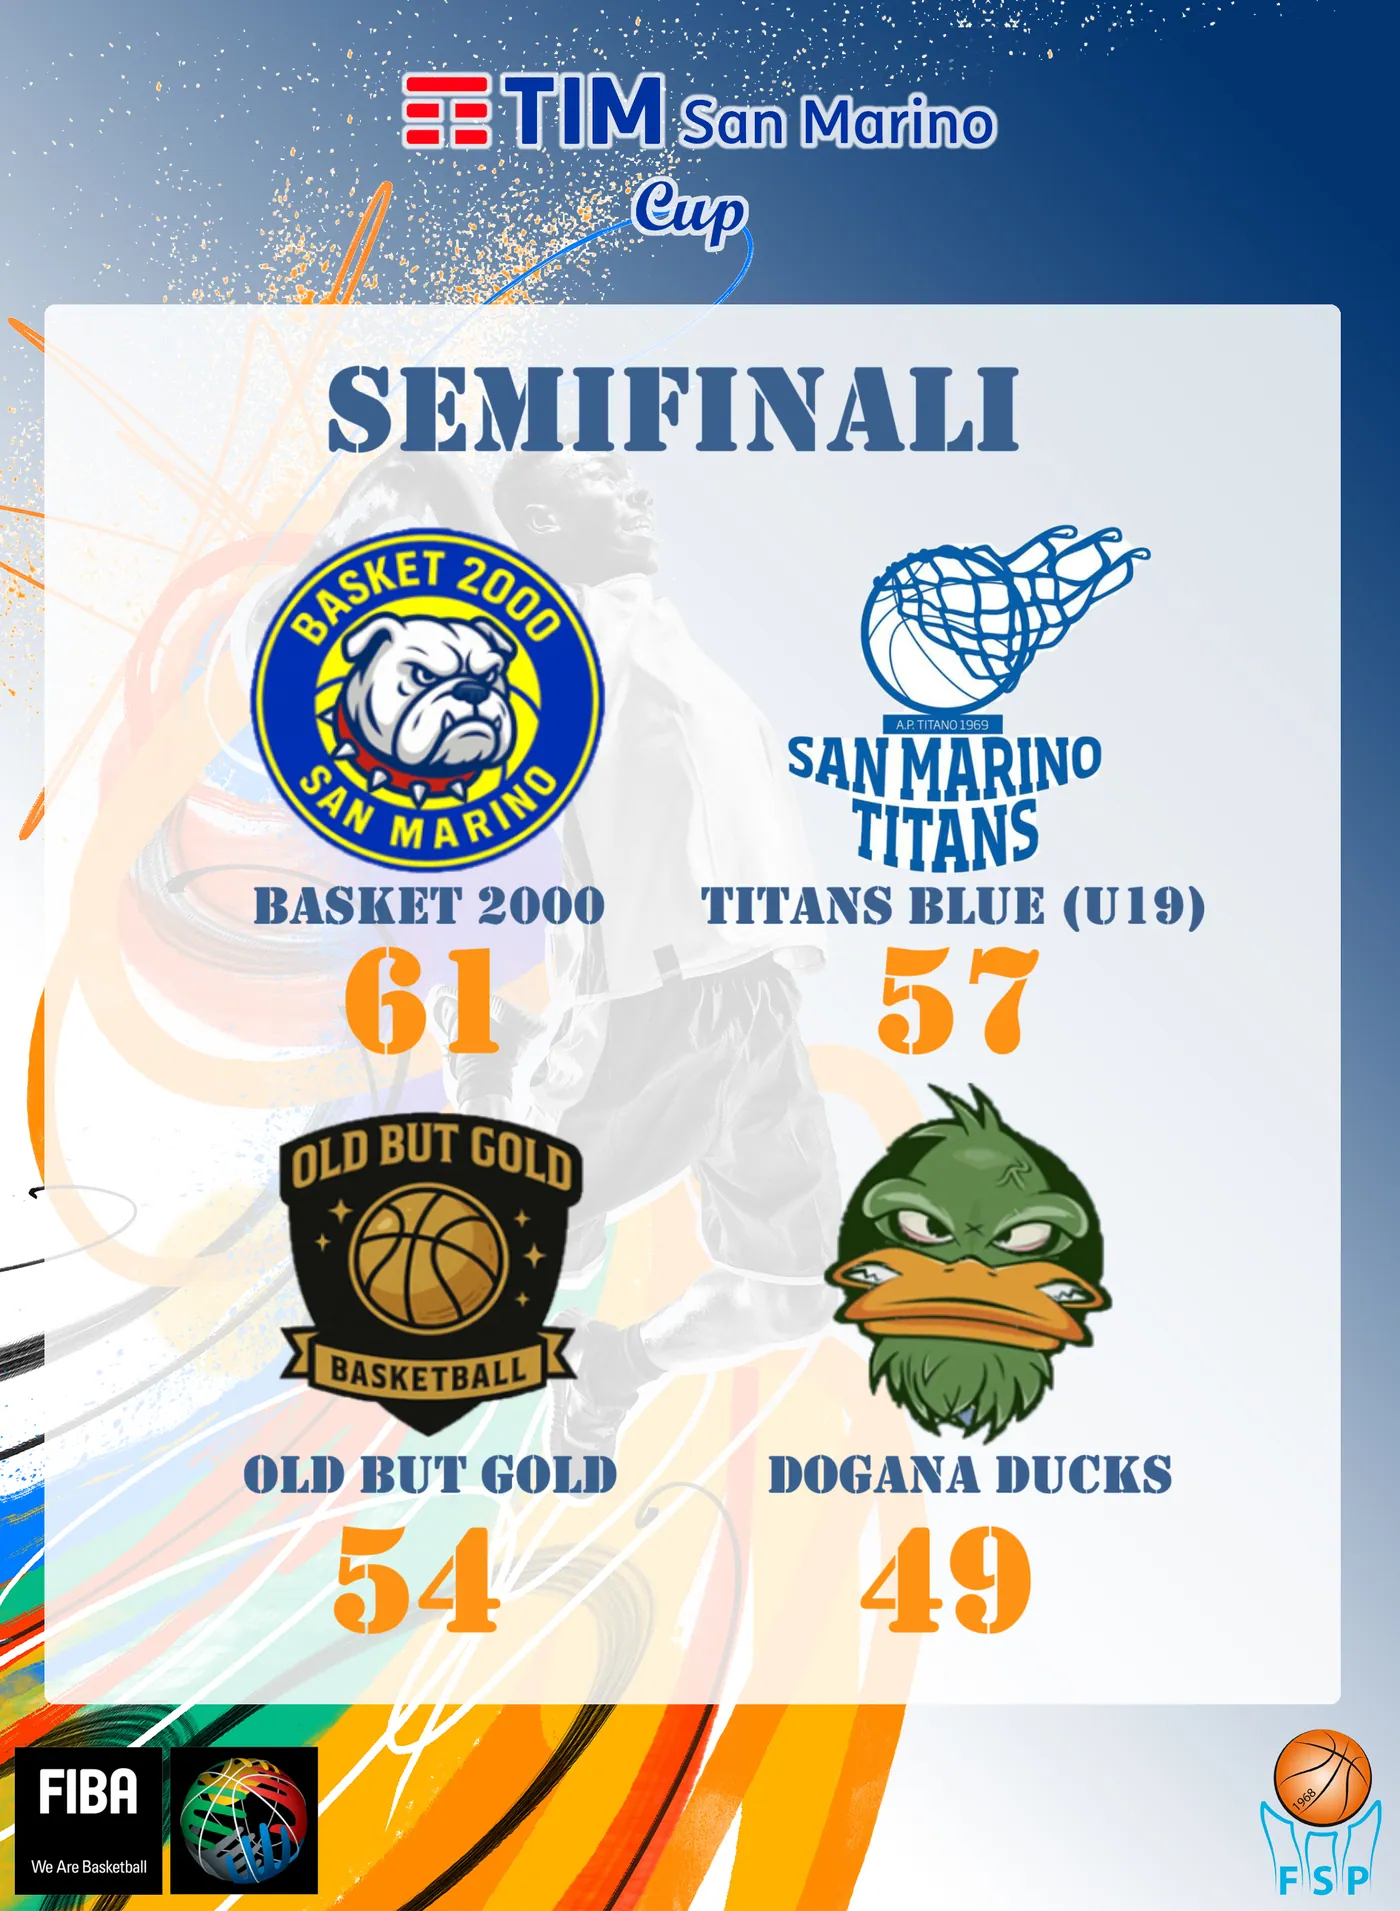 TIM San Marino
Cup
SEMIFINALI
BASKET 2000
SAN MARINO
A.P. TITANO 1969
SAN MARINO
TITANS
BASKET 2000
TITANS BLUE (U19)
61
57
OLD BUT GOLD
BASKETBALL
OLD BUT GOLD
DOGANA DUCKS
54
49
FIBA
We Are Basketball
1968
FSP